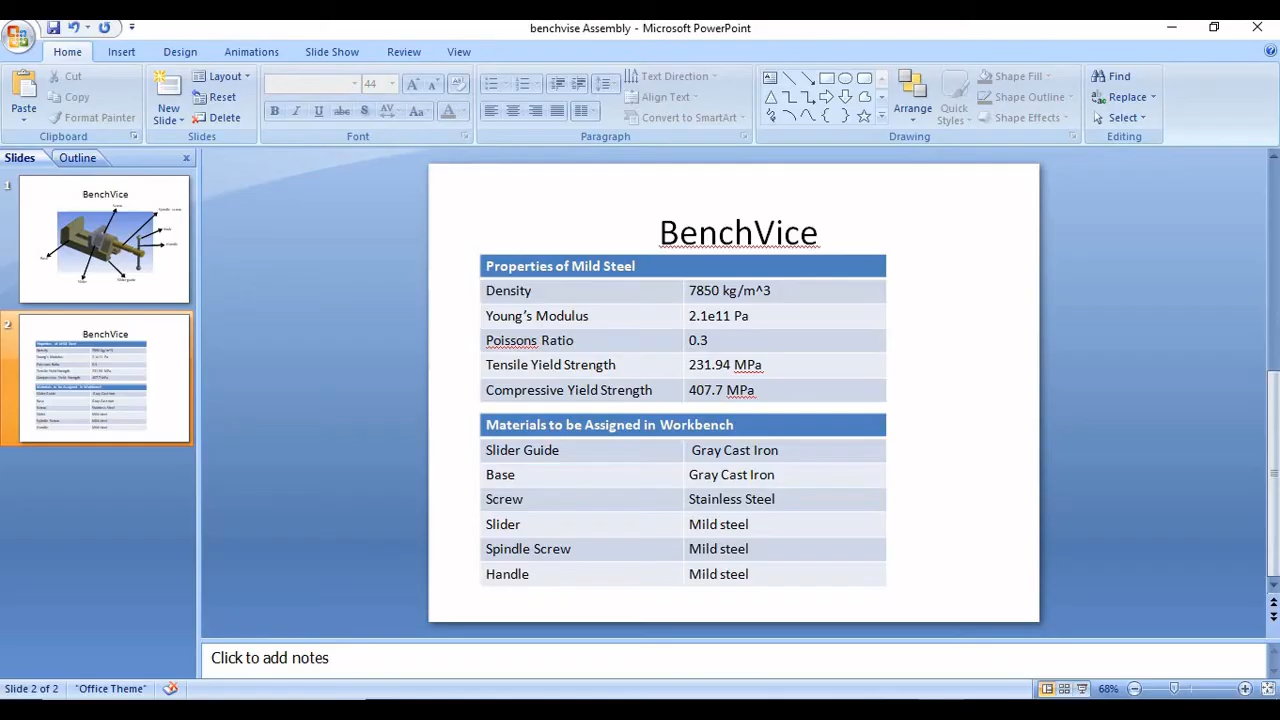 benchvise Assembly - Microsoft PowerPoint
Home Insert Design Animations Slide Show Review View
Paste
Cut
Copy
Format Painter
Clipboard
New Slide
Layout
Reset
Delete
Slides
44
B I U abc S AV Aa A
Font
Text Direction
Align Text
Convert to SmartArt
Paragraph
Arrange
Quick Styles
Shape Fill
Shape Outline
Shape Effects
Drawing
Find
Replace
Select
Editing
Slides Outline
1
BenchVice
2
BenchVice
BenchVice
Properties of Mild Steel
Density 7850 kg/m^3
Young's Modulus 2.1e11 Pa
Poissons Ratio 0.3
Tensile Yield Strength 231.94 MPa
Compressive Yield Strength 407.7 MPa
Materials to be Assigned in Workbench
Slider Guide Gray Cast Iron
Base Gray Cast Iron
Screw Stainless Steel
Slider Mild steel
Spindle Screw Mild steel
Handle Mild steel
Click to add notes
Slide 2 of 2 "Office Theme" 68%